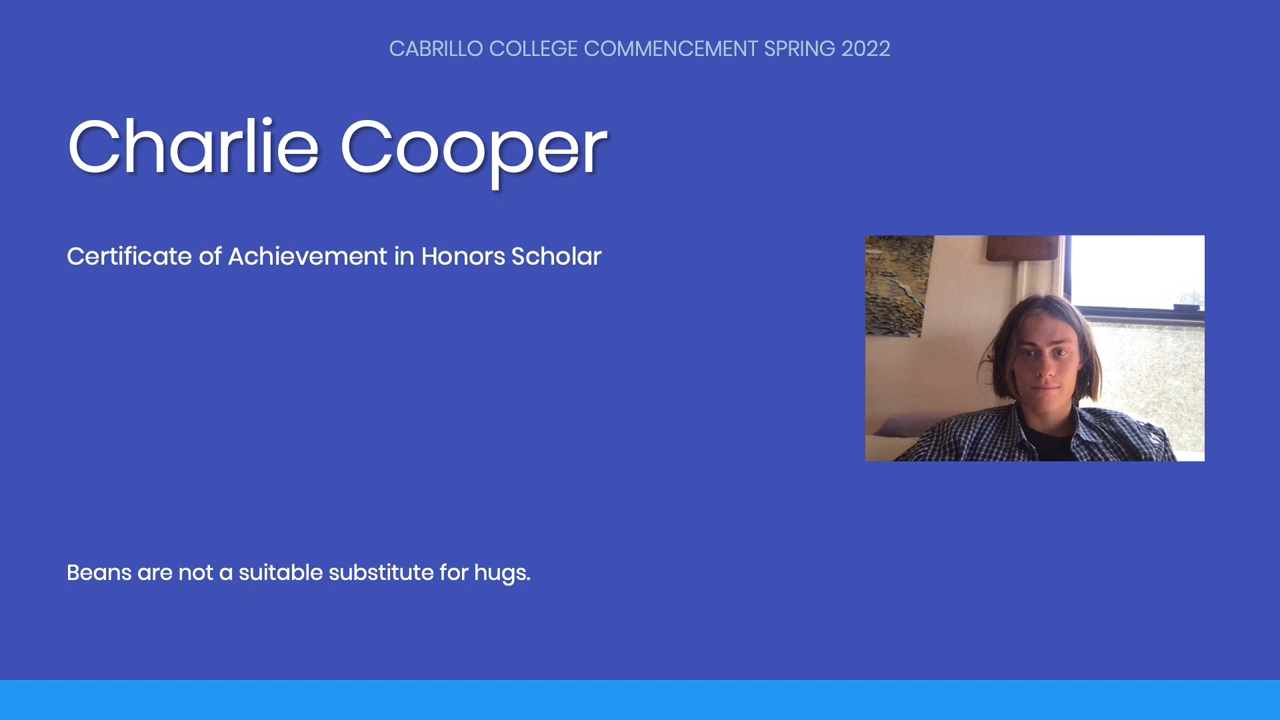 CABRILLO COLLEGE COMMENCEMENT SPRING 2022
Charlie Cooper
Certificate of Achievement in Honors Scholar
Beans are not a suitable substitute for hugs.